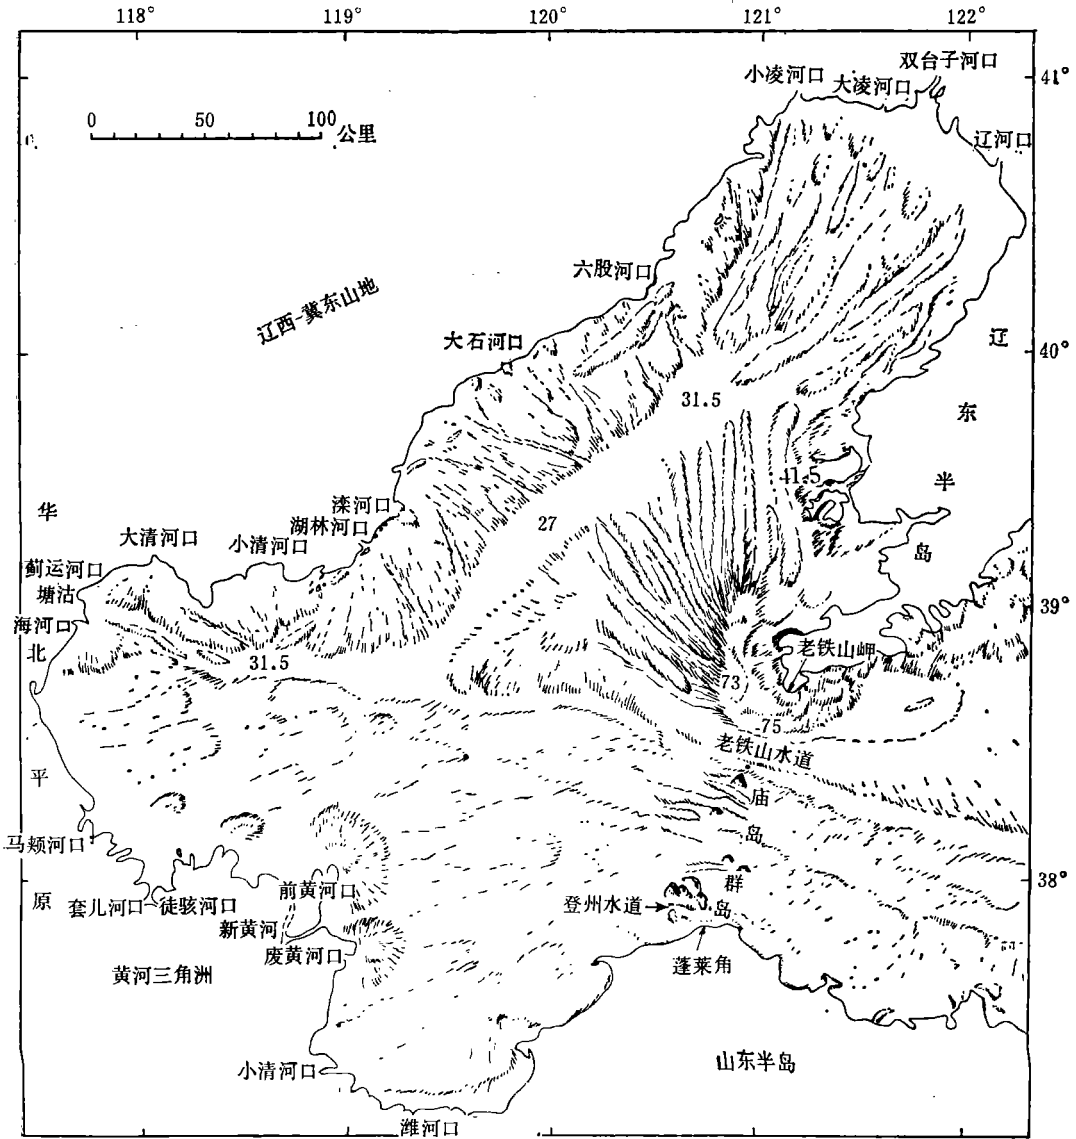 118°
119°
120°
121°
122°
双台子河口
小凌河口
大凌河口
41°
0
50
100
公里
辽河口
六股河口
辽西-冀东山地
大石河口
辽
40°
31.5
东
41.5
半
岛
滦河口
湖林河口
27
华
大清河口
小清河口
蓟运河口
塘沽
39°
海河口
北
31.5
老铁山岬
73
75
老铁山水道
平
庙
岛
群
岛
马颊河口
38°
原
套儿河口
徒骇河口
前黄河口
新黄河
废黄河口
登州水道
蓬莱角
黄河三角洲
小清河口
山东半岛
潍河口